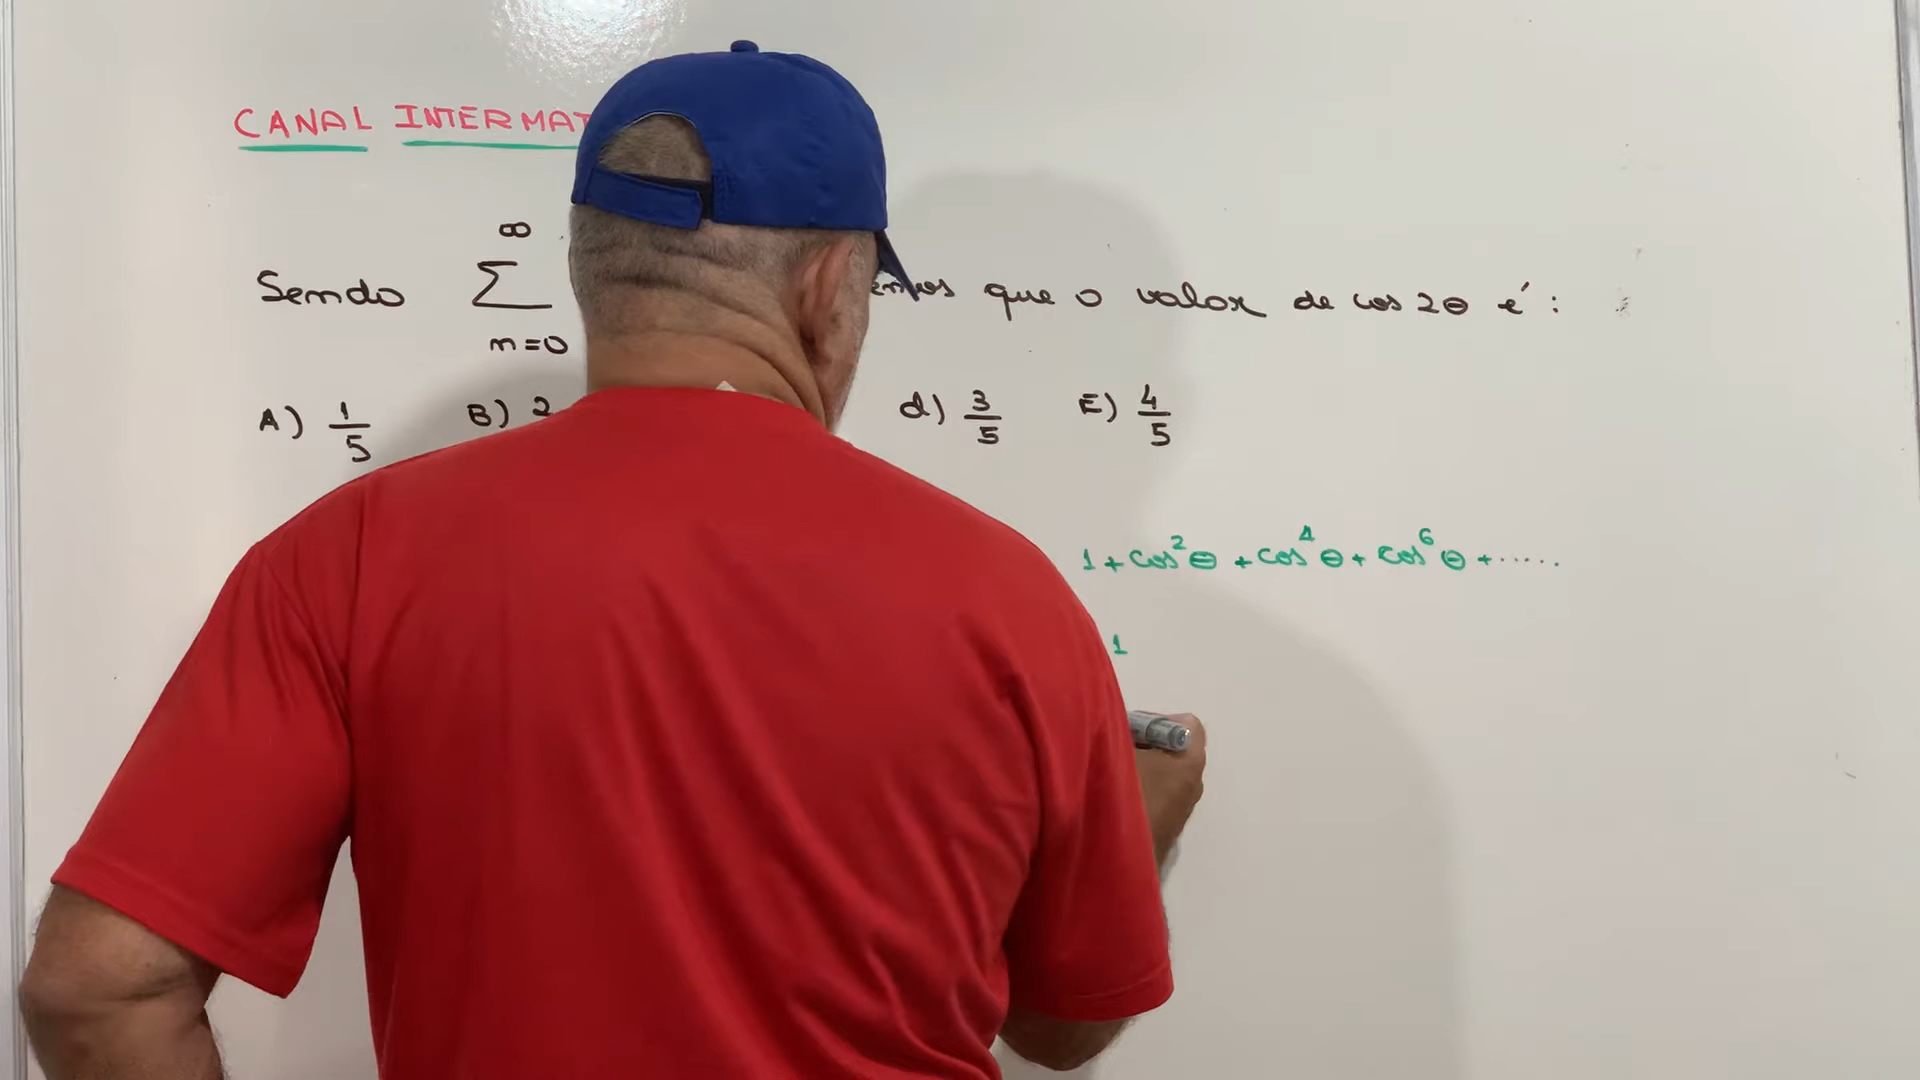 CANAL INTERMAT
∞
Sendo Σ que o valor de cos 2θ é :
n=0
A) 1/5 B) 2 d) 3/5 E) 4/5
1 + cos²θ + cos⁴θ + cos⁶θ + .....
1